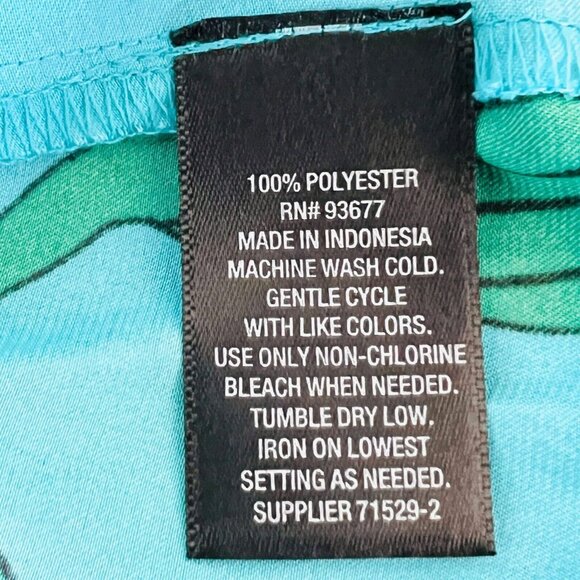 100% POLYESTER
RN# 93677
MADE IN INDONESIA
MACHINE WASH COLD.
GENTLE CYCLE
WITH LIKE COLORS.
USE ONLY NON-CHLORINE
BLEACH WHEN NEEDED.
TUMBLE DRY LOW.
IRON ON LOWEST
SETTING AS NEEDED.
SUPPLIER 71529-2